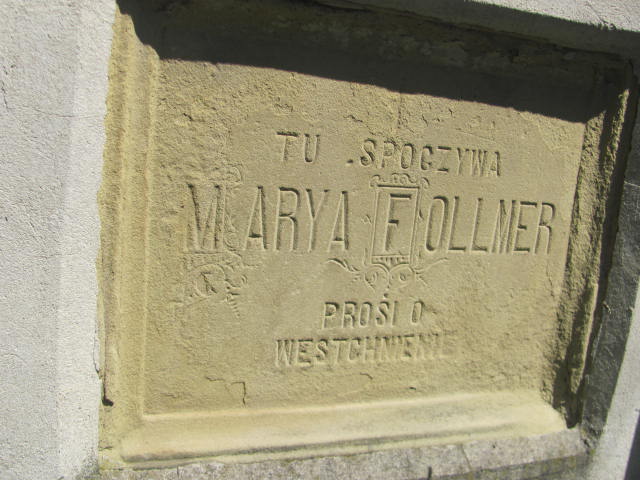 TU SPOCZYWA
MARYA FOLLMER
PROŚI O
WESTCHNIENIE